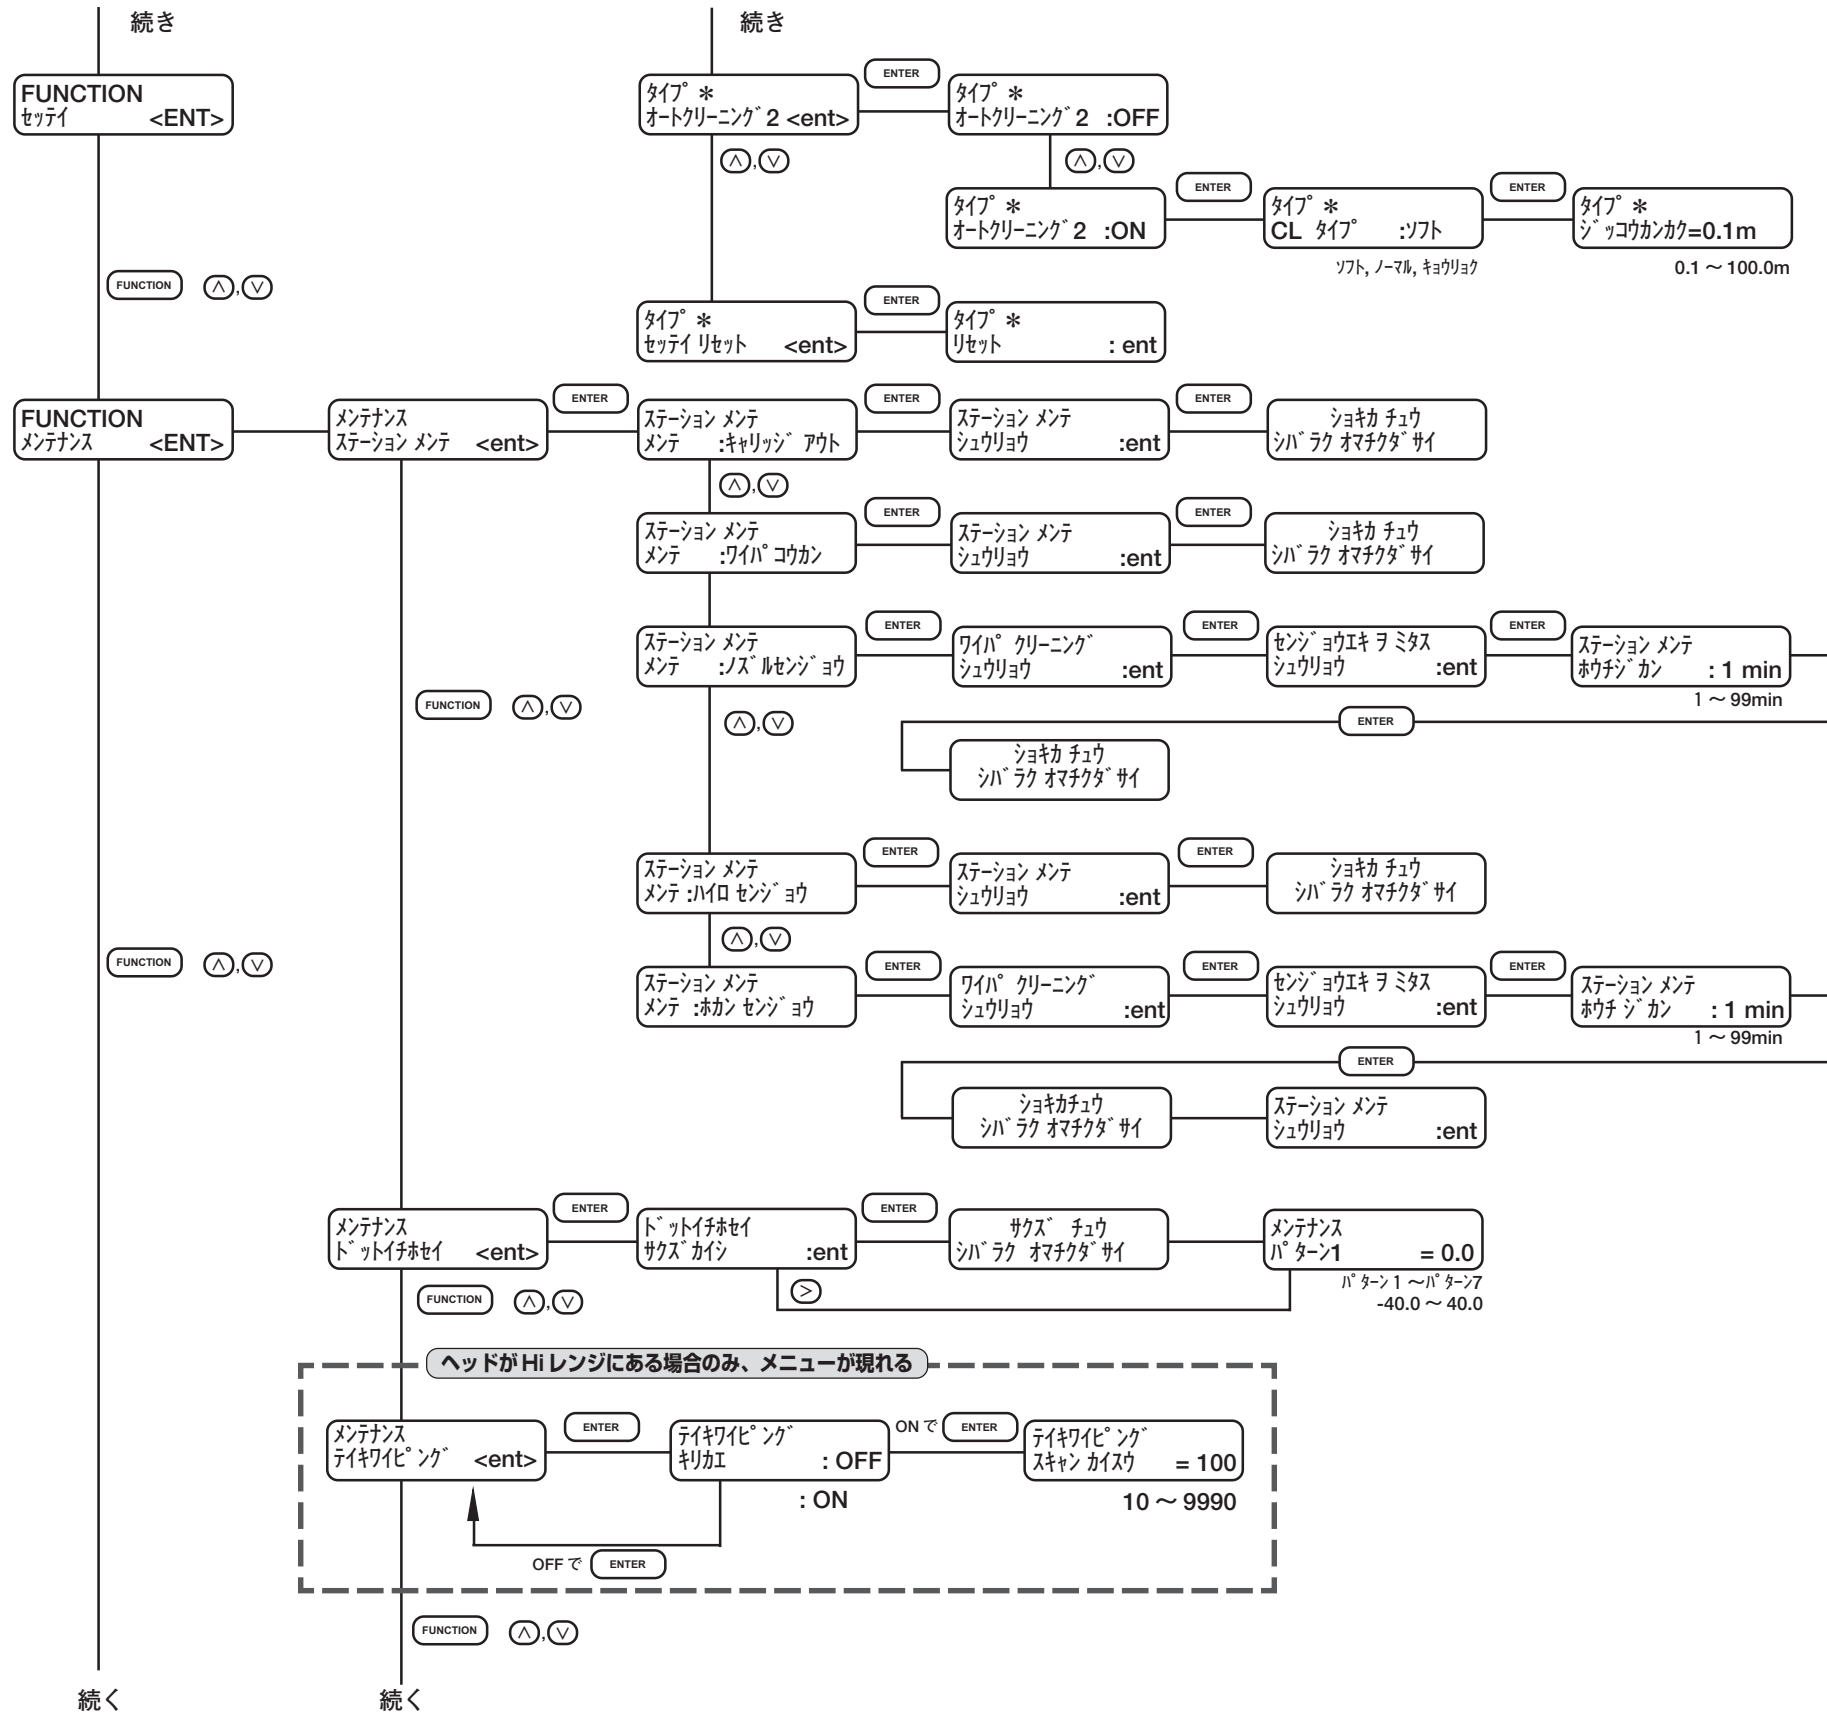 続き
続き
FUNCTION
ｾｯﾃｲ <ENT>
ﾀｲﾌﾟ ＊
ｵｰﾄｸﾘｰﾆﾝｸﾞ2 <ent>
ENTER
ﾀｲﾌﾟ ＊
ｵｰﾄｸﾘｰﾆﾝｸﾞ2 :OFF
∧,∨
∧,∨
ﾀｲﾌﾟ ＊
ｵｰﾄｸﾘｰﾆﾝｸﾞ2 :ON
ENTER
ﾀｲﾌﾟ ＊
CL ﾀｲﾌﾟ :ｿﾌﾄ
ｿﾌﾄ, ﾉｰﾏﾙ, ｷｮｳﾘｮｸ
ENTER
ﾀｲﾌﾟ ＊
ｼﾞｯｺｳｶﾝｶｸ=0.1m
0.1 ～ 100.0m
FUNCTION ∧,∨
ﾀｲﾌﾟ ＊
ｾｯﾃｲ ﾘｾｯﾄ <ent>
ENTER
ﾀｲﾌﾟ ＊
ﾘｾｯﾄ : ent
FUNCTION
ﾒﾝﾃﾅﾝｽ <ENT>
ﾒﾝﾃﾅﾝｽ
ｽﾃｰｼｮﾝ ﾒﾝﾃ <ent>
ENTER
ｽﾃｰｼｮﾝ ﾒﾝﾃ
ﾒﾝﾃ :ｷｬﾘｯｼﾞ ｱｳﾄ
ENTER
ｽﾃｰｼｮﾝ ﾒﾝﾃ
ｼｭｳﾘｮｳ :ent
ENTER
ｼｮｷｶ ﾁｭｳ
ｼﾊﾞﾗｸ ｵﾏﾁｸﾀﾞｻｲ
∧,∨
ｽﾃｰｼｮﾝ ﾒﾝﾃ
ﾒﾝﾃ :ﾜｲﾊﾟ ｺｳｶﾝ
ENTER
ｽﾃｰｼｮﾝ ﾒﾝﾃ
ｼｭｳﾘｮｳ :ent
ENTER
ｼｮｷｶ ﾁｭｳ
ｼﾊﾞﾗｸ ｵﾏﾁｸﾀﾞｻｲ
ｽﾃｰｼｮﾝ ﾒﾝﾃ
ﾒﾝﾃ :ﾉｽﾞﾙｾﾝｼﾞｮｳ
ENTER
ﾜｲﾊﾟ ｸﾘｰﾆﾝｸﾞ
ｼｭｳﾘｮｳ :ent
ENTER
ｾﾝｼﾞｮｳｴｷ ｦ ﾐﾀｽ
ｼｭｳﾘｮｳ :ent
ENTER
ｽﾃｰｼｮﾝ ﾒﾝﾃ
ﾎｳﾁｼﾞｶﾝ : 1 min
1 ～ 99min
FUNCTION ∧,∨
∧,∨
ENTER
ｼｮｷｶ ﾁｭｳ
ｼﾊﾞﾗｸ ｵﾏﾁｸﾀﾞｻｲ
ｽﾃｰｼｮﾝ ﾒﾝﾃ
ﾒﾝﾃ :ﾊｲﾛ ｾﾝｼﾞｮｳ
ENTER
ｽﾃｰｼｮﾝ ﾒﾝﾃ
ｼｭｳﾘｮｳ :ent
ENTER
ｼｮｷｶ ﾁｭｳ
ｼﾊﾞﾗｸ ｵﾏﾁｸﾀﾞｻｲ
FUNCTION ∧,∨
∧,∨
ｽﾃｰｼｮﾝ ﾒﾝﾃ
ﾒﾝﾃ :ﾎｶﾝ ｾﾝｼﾞｮｳ
ENTER
ﾜｲﾊﾟ ｸﾘｰﾆﾝｸﾞ
ｼｭｳﾘｮｳ :ent
ENTER
ｾﾝｼﾞｮｳｴｷ ｦ ﾐﾀｽ
ｼｭｳﾘｮｳ :ent
ENTER
ｽﾃｰｼｮﾝ ﾒﾝﾃ
ﾎｳﾁ ｼﾞｶﾝ : 1 min
1 ～ 99min
ENTER
ｼｮｷｶﾁｭｳ
ｼﾊﾞﾗｸ ｵﾏﾁｸﾀﾞｻｲ
ｽﾃｰｼｮﾝ ﾒﾝﾃ
ｼｭｳﾘｮｳ :ent
ﾒﾝﾃﾅﾝｽ
ﾄﾞｯﾄｲﾁﾎｾｲ <ent>
ENTER
ﾄﾞｯﾄｲﾁﾎｾｲ
ｻｸｽﾞｶｲｼ :ent
ENTER
ｻｸｽﾞ ﾁｭｳ
ｼﾊﾞﾗｸ ｵﾏﾁｸﾀﾞｻｲ
ﾒﾝﾃﾅﾝｽ
ﾊﾟﾀｰﾝ1 = 0.0
ﾊﾟﾀｰﾝ1 ～ﾊﾟﾀｰﾝ7
-40.0 ～ 40.0
FUNCTION ∧,∨
＞
ヘッドが Hi レンジにある場合のみ、メニューが現れる
ﾒﾝﾃﾅﾝｽ
ﾃｲｷﾜｲﾋﾟﾝｸﾞ <ent>
ENTER
ﾃｲｷﾜｲﾋﾟﾝｸﾞ
ｷﾘｶｴ : OFF
: ON
ON で ENTER
ﾃｲｷﾜｲﾋﾟﾝｸﾞ
ｽｷｬﾝ ｶｲｽｳ = 100
10 ～ 9990
OFF で ENTER
FUNCTION ∧,∨
続く
続く